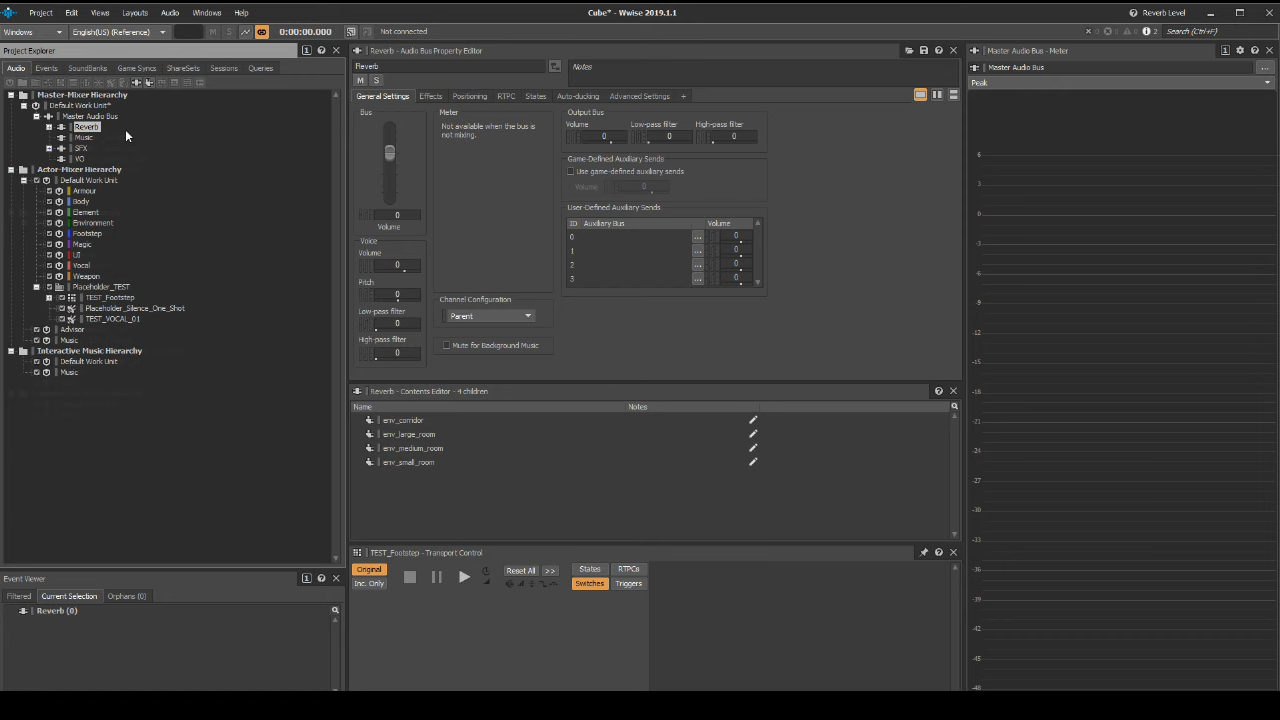 Project Edit Views Layouts Audio Windows Help
Cube* - Wwise 2019.1.1
Reverb Level
Windows English(US) (Reference) M S 0:00:00.000 Not connected
0 0 0 Search (Ctrl+F)
Project Explorer 1
Audio Events SoundBanks Game Syncs ShareSets Sessions Queries
Master-Mixer Hierarchy
Default Work Unit*
Master Audio Bus
Reverb
Music
SFX
VO
Actor-Mixer Hierarchy
Default Work Unit
Armour
Body
Element
Environment
Footstep
Magic
UI
Vocal
Weapon
Placeholder_TEST
TEST_Footstep
Placeholder_Silence_One_Shot
TEST_VOCAL_01
Advisor
Music
Interactive Music Hierarchy
Default Work Unit
Music
Event Viewer 1
Filtered Current Selection Orphans (0)
Reverb (0)
Reverb - Audio Bus Property Editor
Reverb
Notes
M S
General Settings Effects Positioning RTPC States Auto-ducking Advanced Settings +
Bus
0
Volume
Voice
Volume
0
Pitch
0
Low-pass filter
0
High-pass filter
0
Meter
Not available when the bus is
not mixing.
Channel Configuration
Parent
Mute for Background Music
Output Bus
Volume Low-pass filter High-pass filter
0 0 0
Game-Defined Auxiliary Sends
Use game-defined auxiliary sends
Volume 0
User-Defined Auxiliary Sends
ID Auxiliary Bus Volume
0 ... 0
1 ... 0
2 ... 0
3 ... 0
Reverb - Contents Editor - 4 children
Name Notes
env_corridor
env_large_room
env_medium_room
env_small_room
TEST_Footstep - Transport Control
Original
Inc. Only
Reset All >>
States RTPCs
Switches Triggers
Master Audio Bus - Meter 1
Master Audio Bus ...
Peak
6
3
0
-3
-6
-9
-12
-15
-18
-21
-24
-27
-30
-33
-36
-39
-42
-45
-48